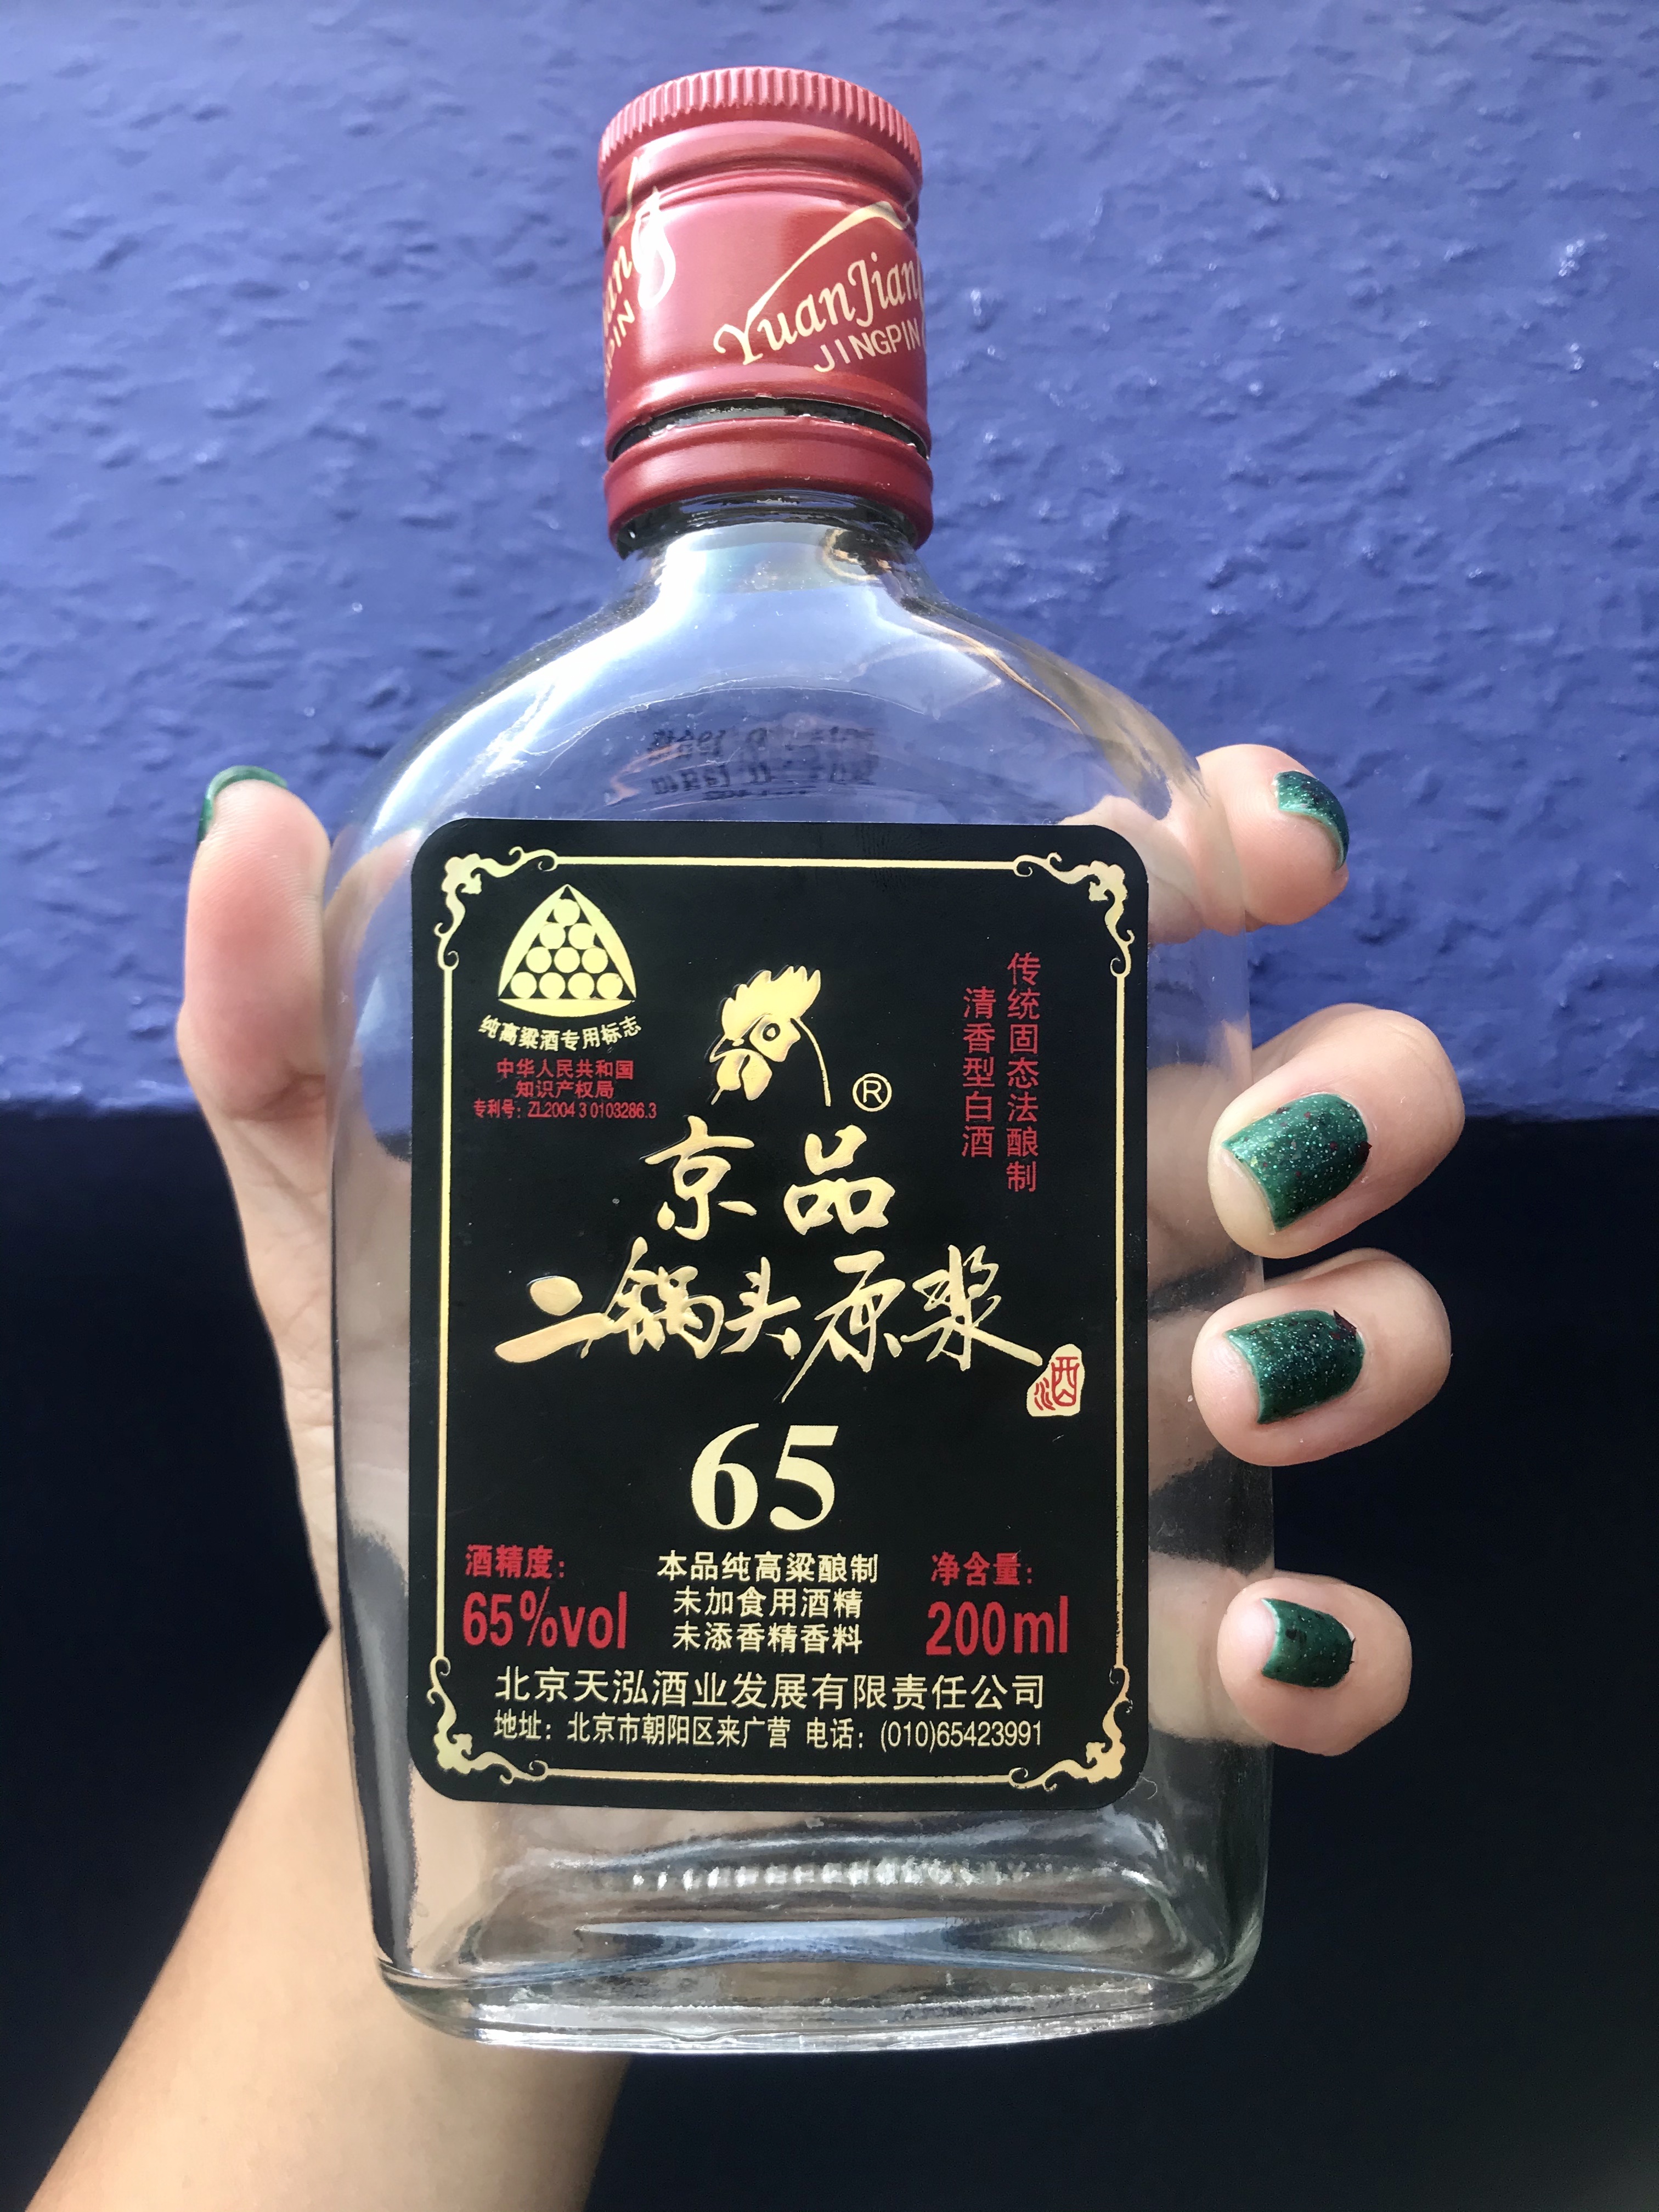 YuanJiang
JINGPIN
纯高粱酒专用标志
中华人民共和国
知识产权局
专利号：ZL2004 3 0103286.3
传统固态法酿制
清香型白酒
®
京品
二锅头原浆
酒
65
酒精度：
65%vol
本品纯高粱酿制
未加食用酒精
未添香精香料
净含量：
200ml
北京天泓酒业发展有限责任公司
地址：北京市朝阳区来广营 电话：(010)65423991